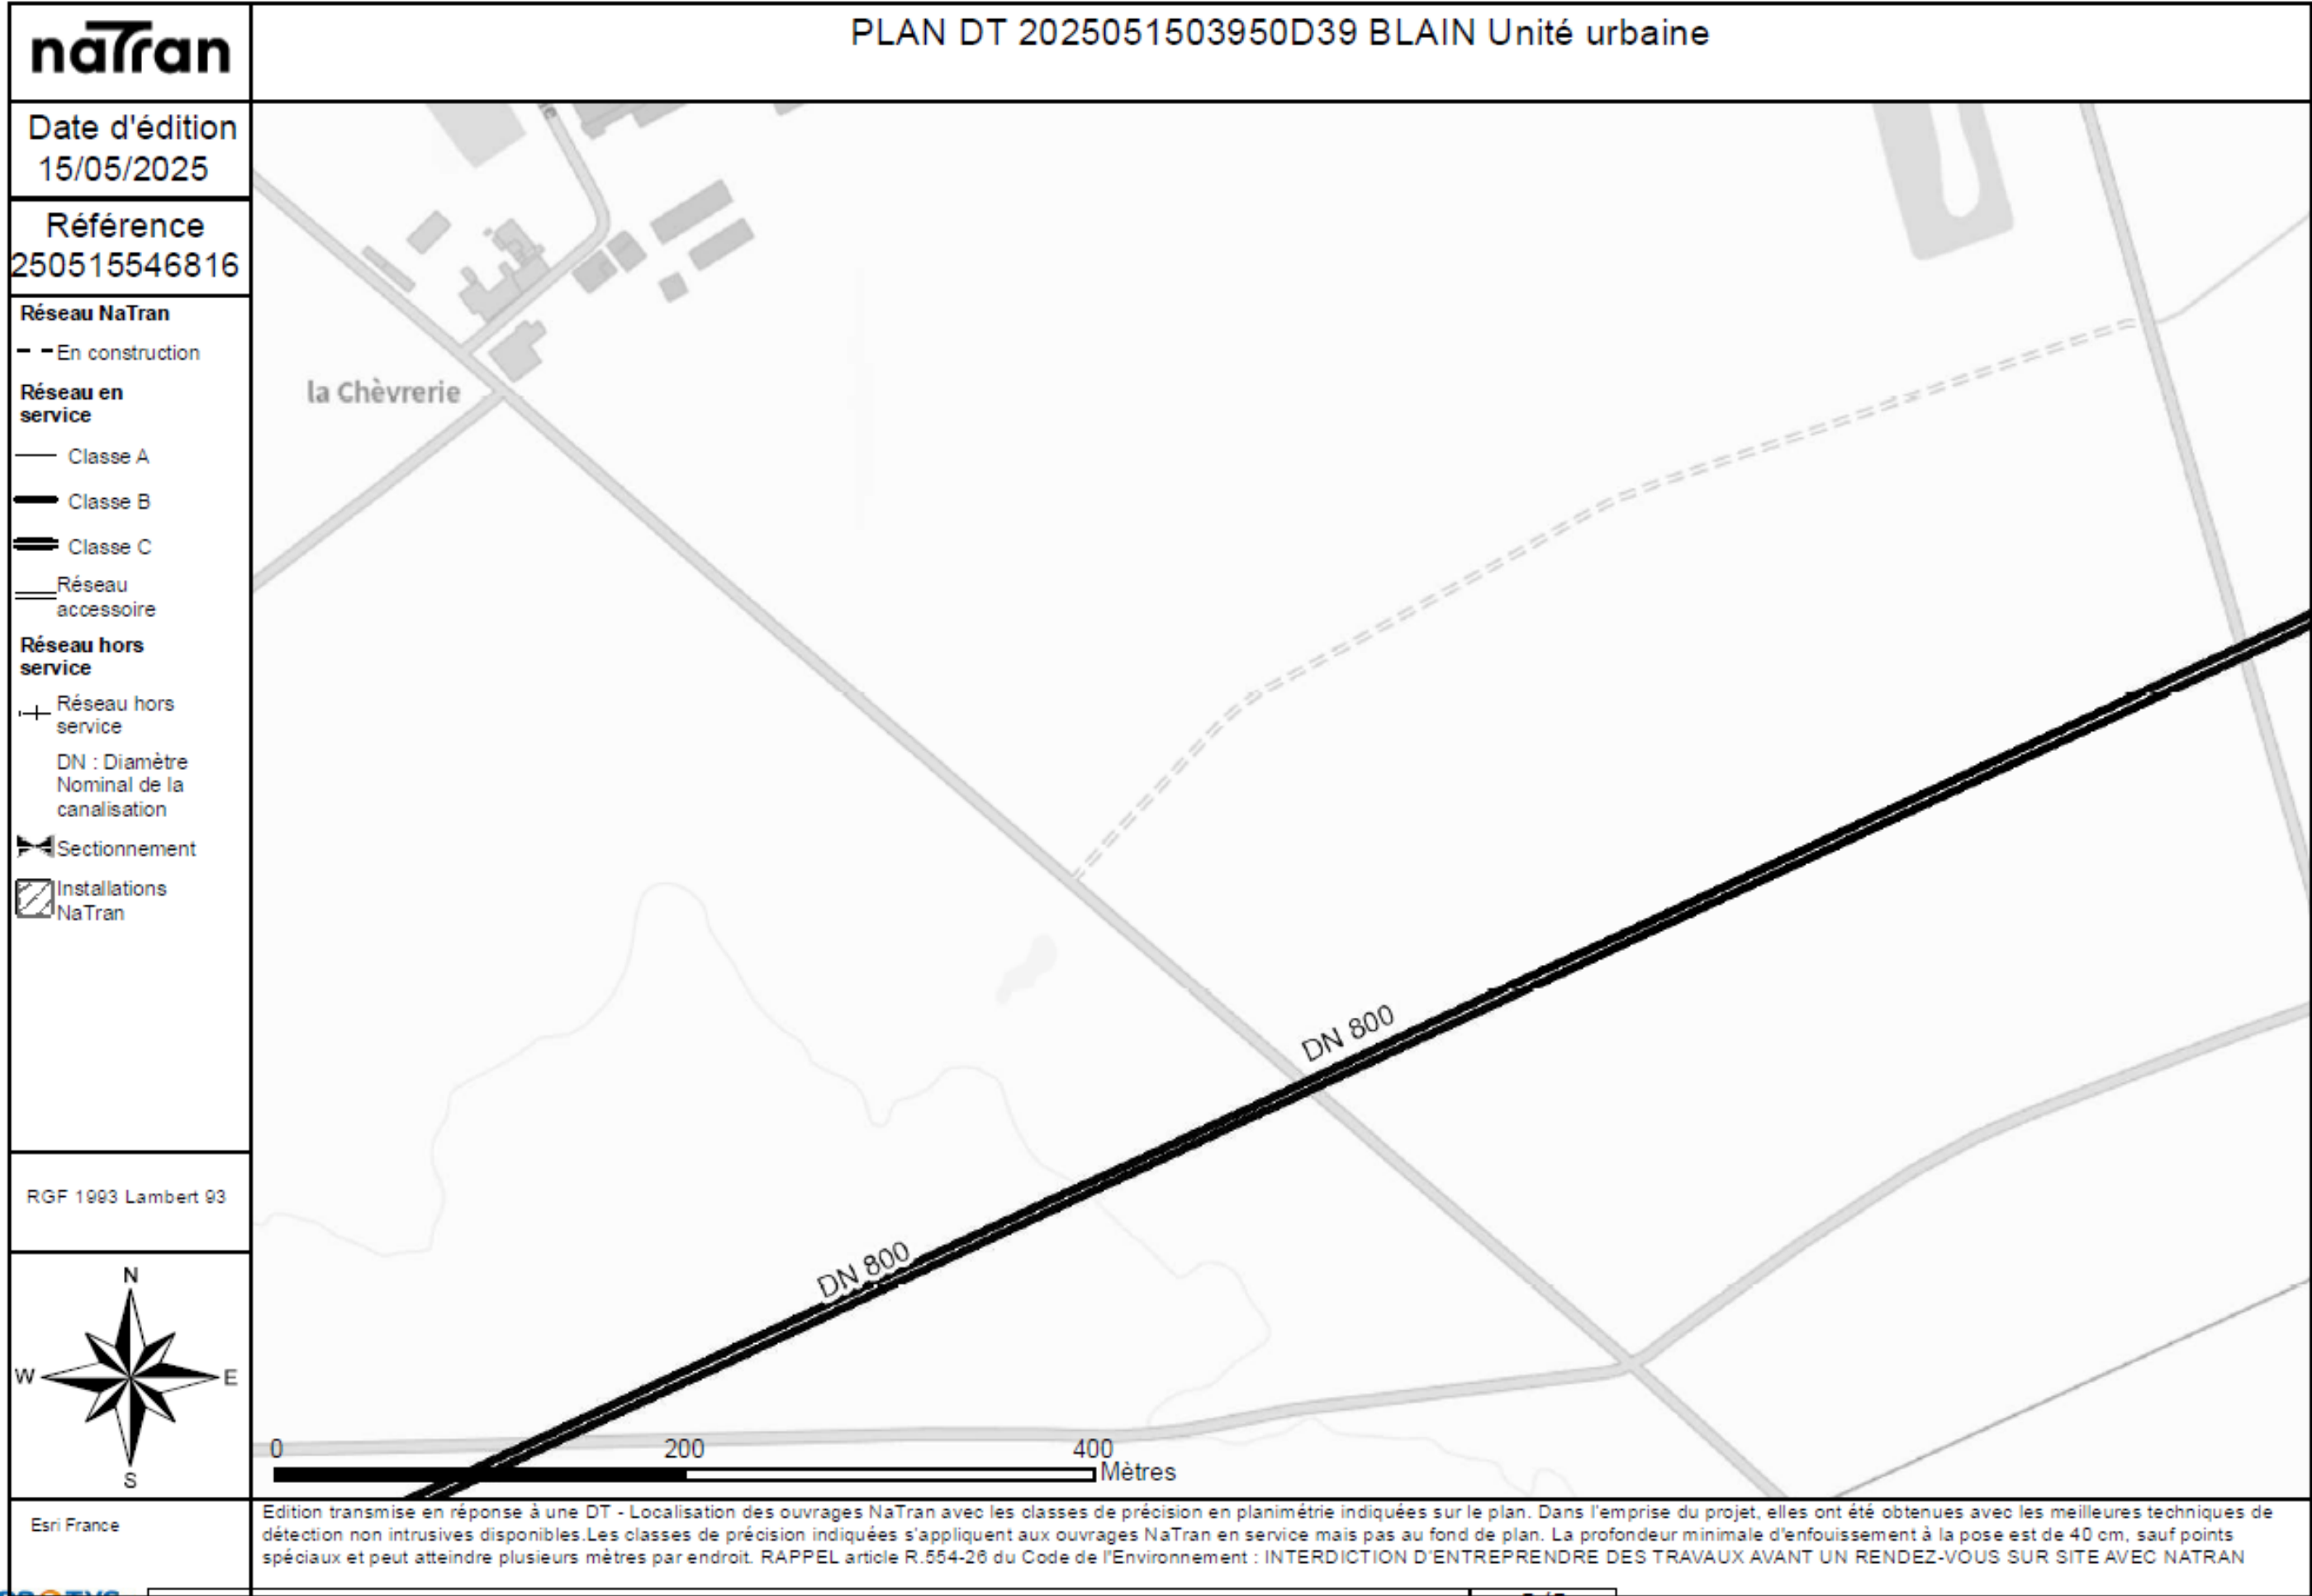 naTran
PLAN DT 2025051503950D39 BLAIN Unité urbaine
Date d'édition
15/05/2025
Référence
250515546816
Réseau NaTran
En construction
Réseau en
service
Classe A
Classe B
Classe C
Réseau
accessoire
Réseau hors
service
Réseau hors
service
DN : Diamètre
Nominal de la
canalisation
Sectionnement
Installations
NaTran
RGF 1993 Lambert 93
N
W
E
S
Esri France
la Chèvrerie
DN 800
DN 800
0
200
400
Mètres
Edition transmise en réponse à une DT - Localisation des ouvrages NaTran avec les classes de précision en planimétrie indiquées sur le plan. Dans l'emprise du projet, elles ont été obtenues avec les meilleures techniques de
détection non intrusives disponibles.Les classes de précision indiquées s'appliquent aux ouvrages NaTran en service mais pas au fond de plan. La profondeur minimale d'enfouissement à la pose est de 40 cm, sauf points
spéciaux et peut atteindre plusieurs mètres par endroit. RAPPEL article R.554-26 du Code de l'Environnement : INTERDICTION D'ENTREPRENDRE DES TRAVAUX AVANT UN RENDEZ-VOUS SUR SITE AVEC NATRAN